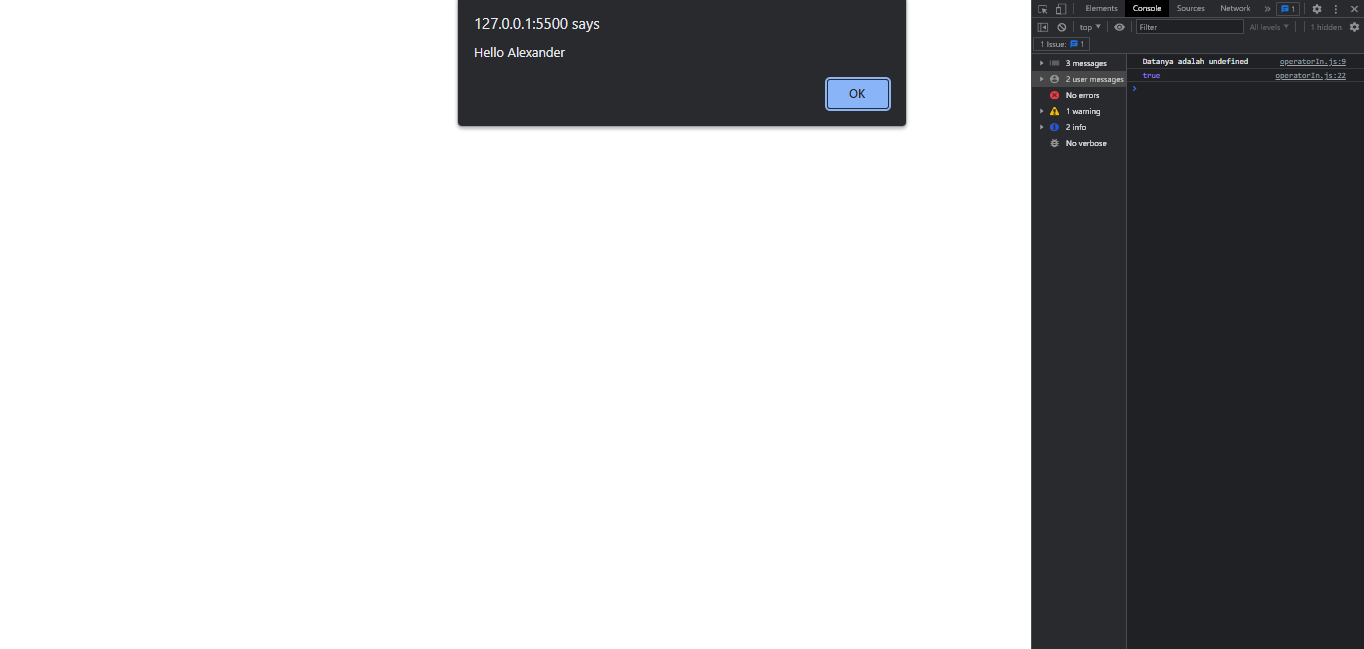 127.0.0.1:5500 says
Hello Alexander
OK
Elements Console Sources Network » 1
top Filter All levels 1 hidden
1 Issue: 1
3 messages
2 user messages
No errors
1 warning
2 info
No verbose
Datanya adalah undefined operatorIn.js:9
true operatorIn.js:22